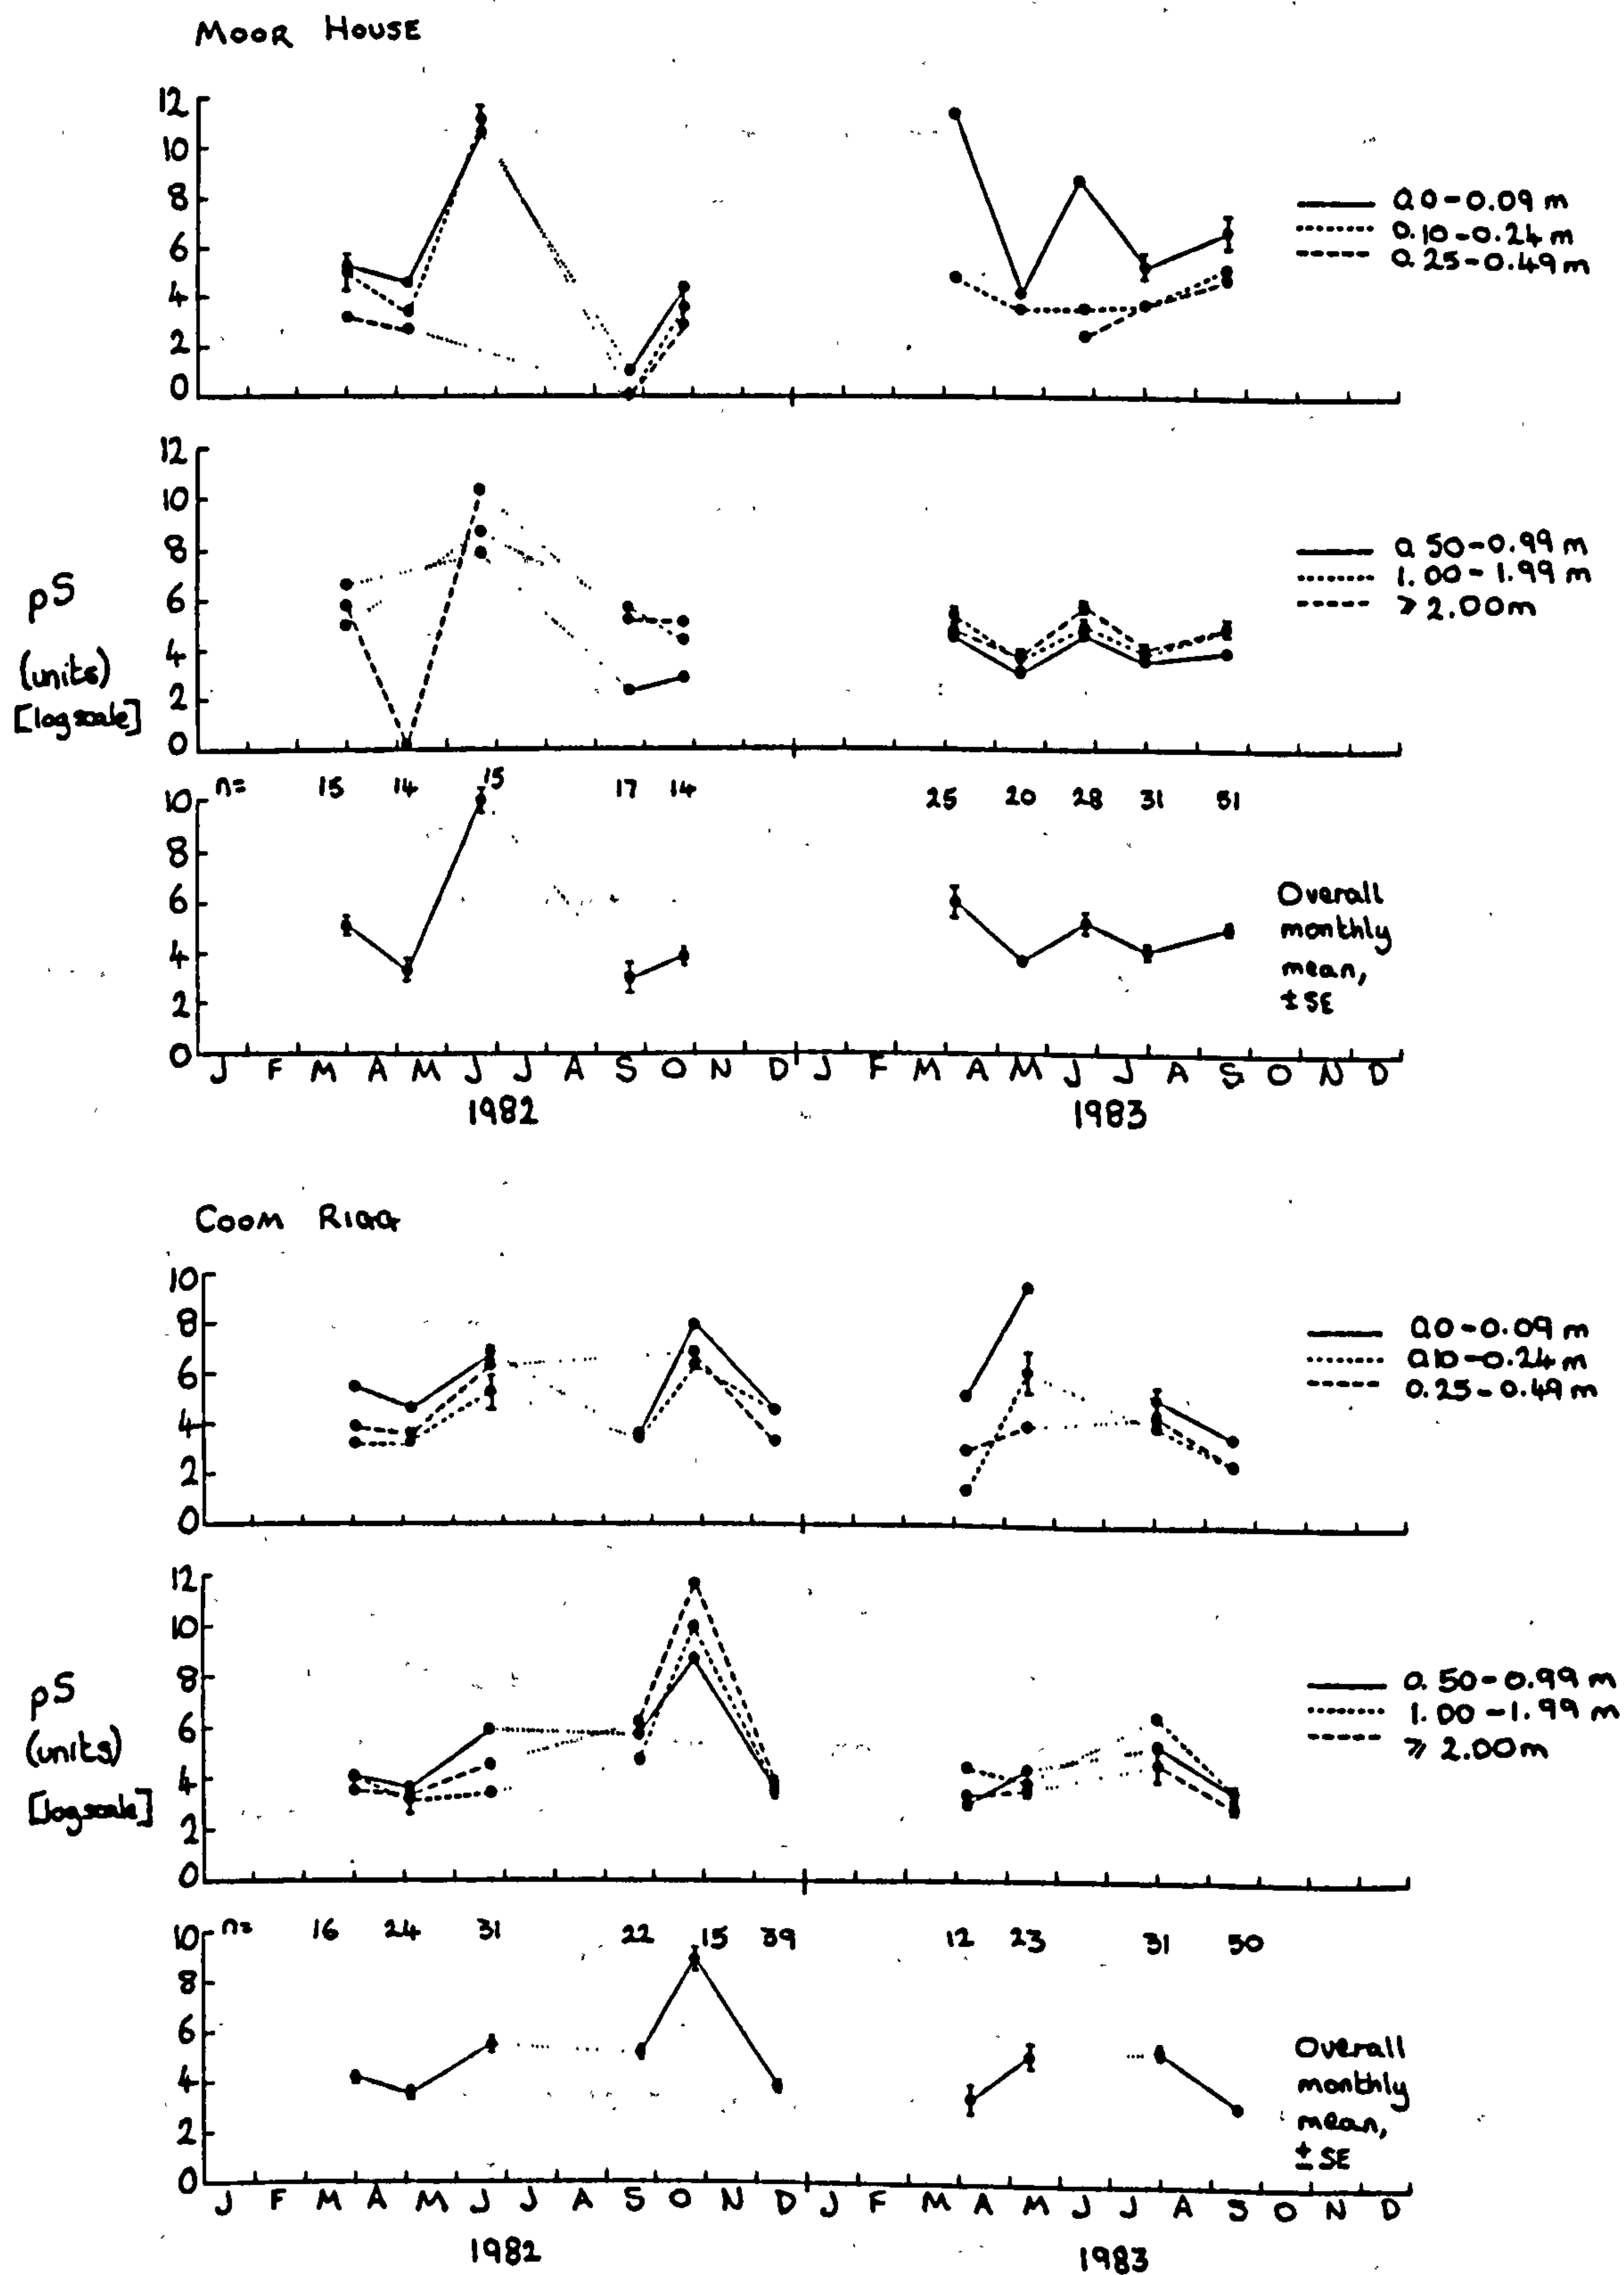 MOOR HOUSE
12
10
8
6
4
2
0
0.0-0.09 m
0.10-0.24 m
0.25-0.49 m
12
10
8
6
4
2
0
0.50-0.99 m
1.00-1.99 m
≥ 2.00m
pS
(units)
[log scale]
n= 15 14 15 17 14 25 20 28 31 51
10
8
6
4
2
0
Overall
monthly
mean,
±SE
J F M A M J J A S O N D J F M A M J J A S O N D
1982 1983
COOM RIGG
10
8
6
4
2
0
0.0-0.09 m
0.10-0.24 m
0.25-0.49 m
12
10
8
6
4
2
0
0.50-0.99 m
1.00-1.99 m
≥ 2.00m
pS
(units)
[log scale]
n= 16 24 31 22 15 39 12 23 31 50
10
8
6
4
2
0
Overall
monthly
mean,
±SE
J F M A M J J A S O N D J F M A M J J A S O N D
1982 1983